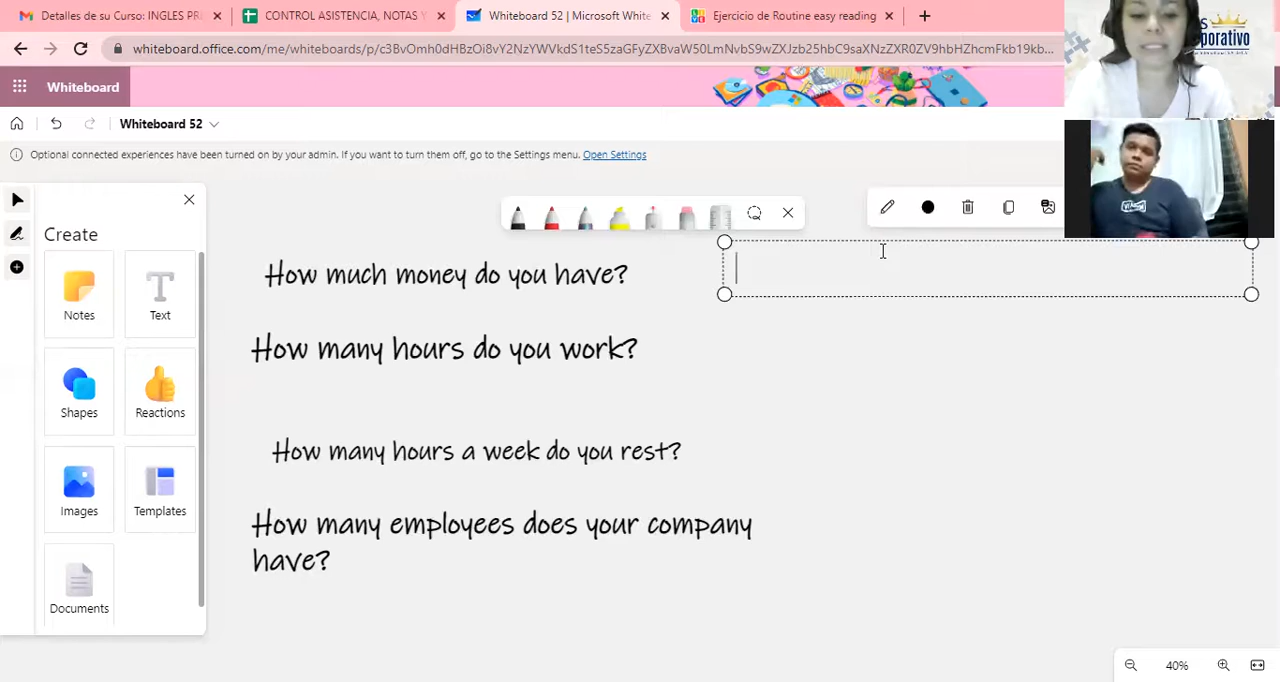 Detalles de su Curso: INGLES PRI
CONTROL ASISTENCIA, NOTAS Y
Whiteboard 52 | Microsoft White
Ejercicio de Routine easy reading
whiteboard.office.com/me/whiteboards/p/
Whiteboard
Whiteboard 52
Optional connected experiences have been turned on by your admin. If you want to turn them off, go to the Settings menu. Open Settings
Create
Notes
Text
Shapes
Reactions
Images
Templates
Documents
How much money do you have?
How many hours do you work?
How many hours a week do you rest?
How many employees does your company
have?
40%